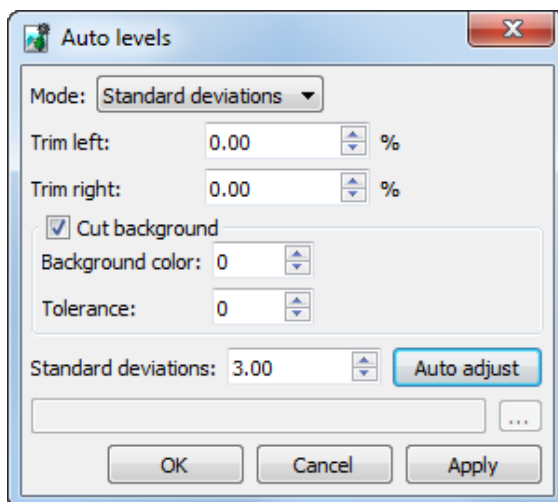 Auto levels
Mode: Standard deviations
Trim left: 0.00 %
Trim right: 0.00 %
Cut background
Background color: 0
Tolerance: 0
Standard deviations: 3.00 Auto adjust
...
OK Cancel Apply